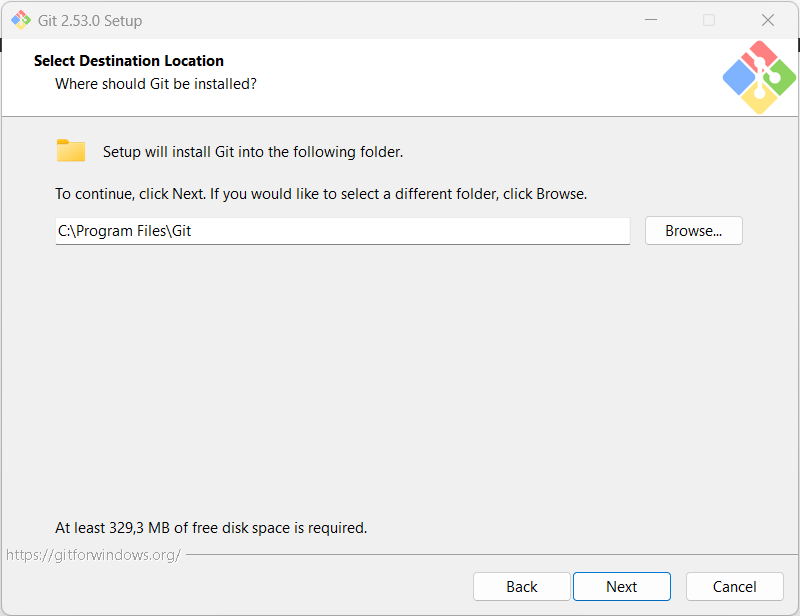 Git 2.53.0 Setup
Select Destination Location
Where should Git be installed?
Setup will install Git into the following folder.
To continue, click Next. If you would like to select a different folder, click Browse.
C:\Program Files\Git
Browse...
At least 329,3 MB of free disk space is required.
https://gitforwindows.org/
Back
Next
Cancel